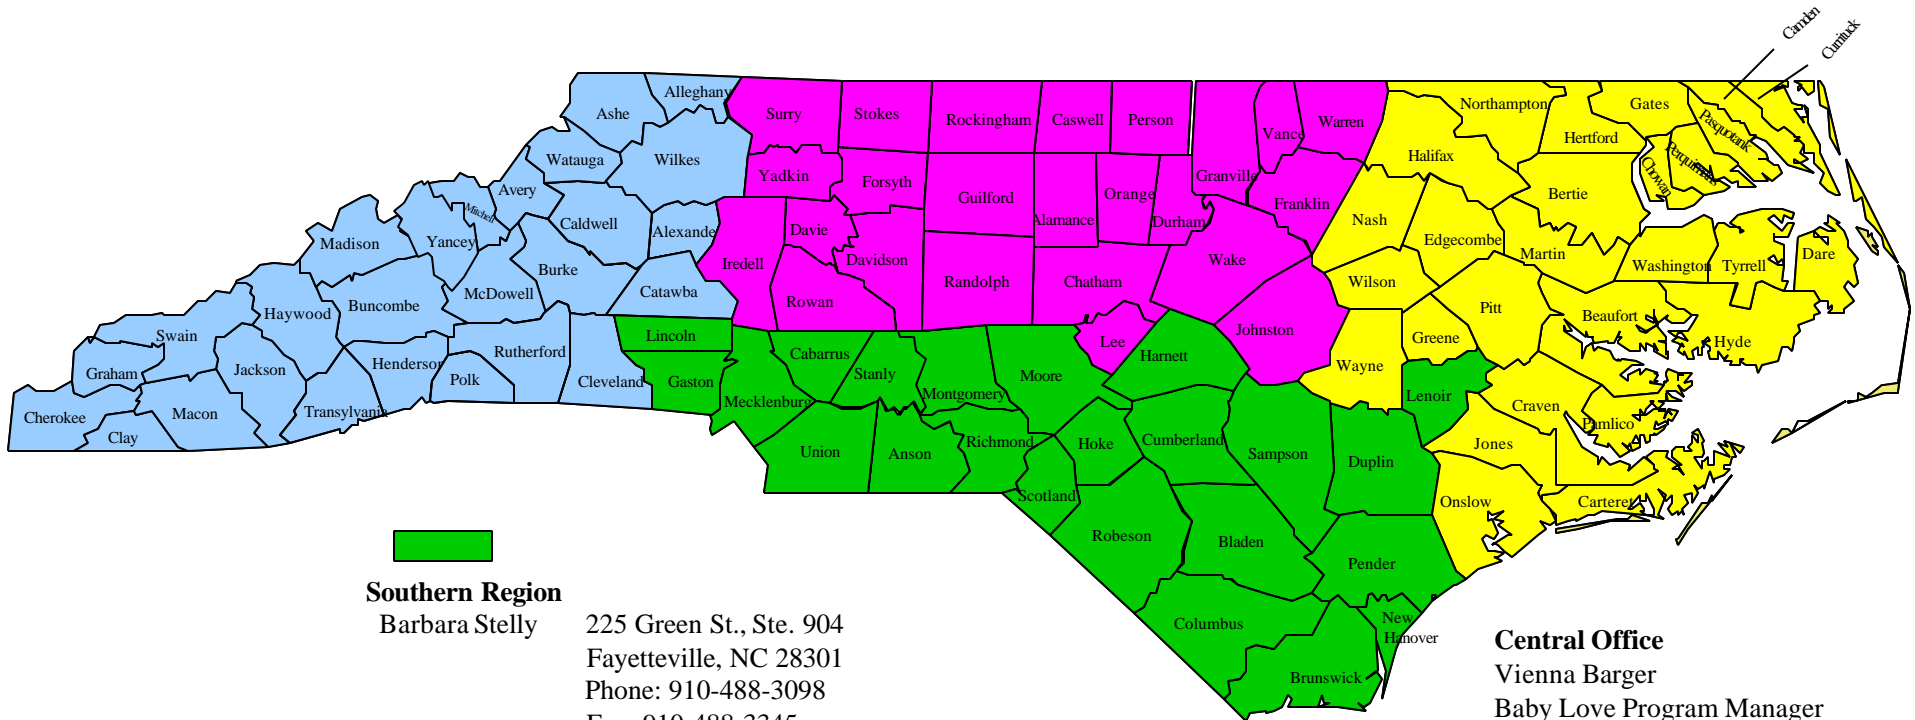 Camden
Currituck
Alleghany
Ashe
Surry
Stokes
Rockingham
Caswell
Person
Vance
Warren
Northampton
Gates
Hertford
Pasquotank
Perquimans
Chowan
Watauga
Wilkes
Yadkin
Forsyth
Guilford
Alamance
Orange
Durham
Granville
Franklin
Halifax
Bertie
Avery
Mitchell
Caldwell
Alexande
Davie
Iredell
Davidson
Rowan
Randolph
Chatham
Wake
Nash
Edgecombe
Martin
Washington
Tyrrell
Dare
Madison
Yancey
Burke
McDowell
Catawba
Buncombe
Haywood
Swain
Graham
Jackson
Henderson
Polk
Rutherford
Cleveland
Transylvania
Macon
Cherokee
Clay
Lincoln
Gaston
Mecklenburg
Cabarrus
Stanly
Montgomery
Moore
Lee
Harnett
Johnston
Wilson
Wayne
Greene
Pitt
Beaufort
Hyde
Lenoir
Craven
Pamlico
Jones
Onslow
Carteret
Union
Anson
Richmond
Hoke
Cumberland
Sampson
Duplin
Scotland
Robeson
Bladen
Pender
Columbus
New
Hanover
Brunswick
Southern Region
Barbara Stelly
225 Green St., Ste. 904
Fayetteville, NC 28301
Phone: 910-488-3098
Central Office
Vienna Barger
Baby Love Program Manager